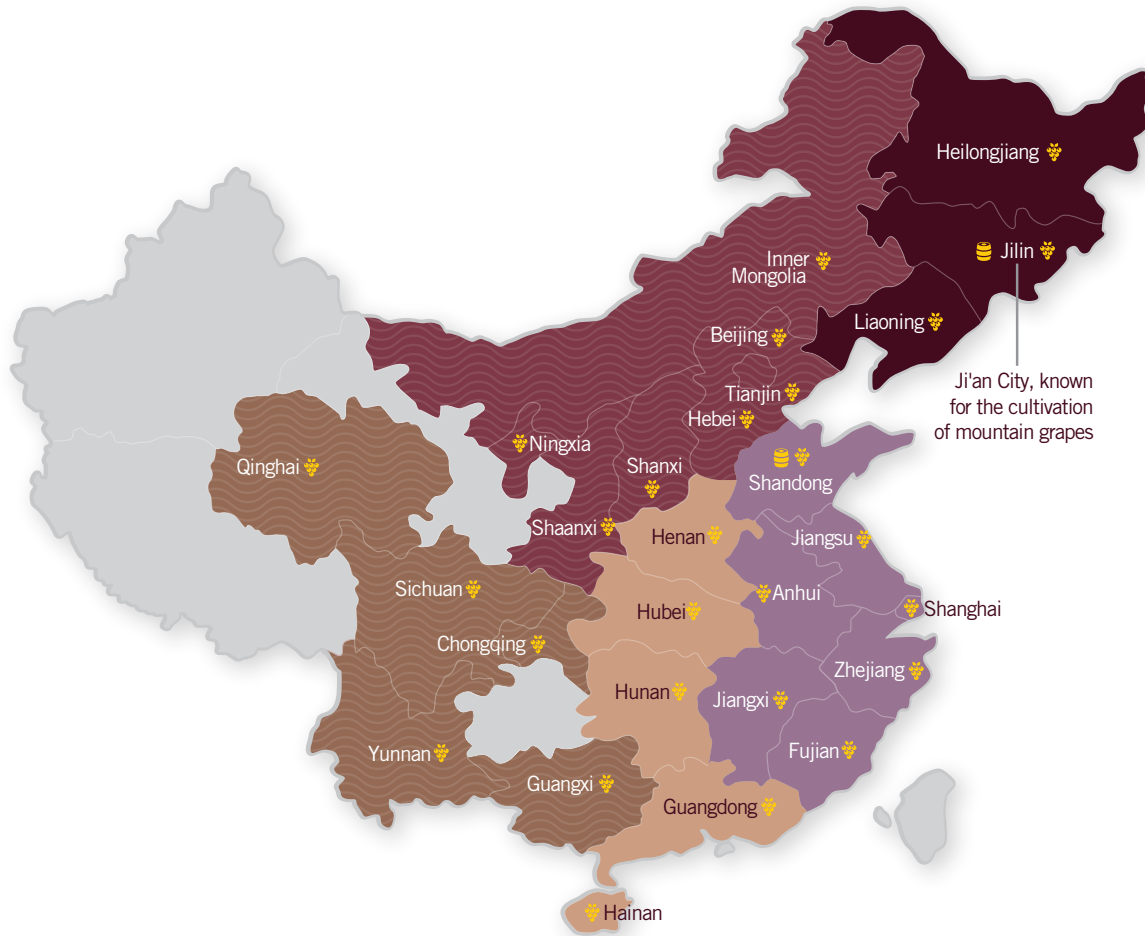 Heilongjiang
Jilin
Inner
Mongolia
Liaoning
Beijing
Ji'an City, known
for the cultivation
of mountain grapes
Tianjin
Hebei
Ningxia
Qinghai
Shanxi
Shandong
Shaanxi
Henan
Jiangsu
Sichuan
Anhui
Shanghai
Hubei
Chongqing
Zhejiang
Hunan
Jiangxi
Yunnan
Fujian
Guangxi
Guangdong
Hainan